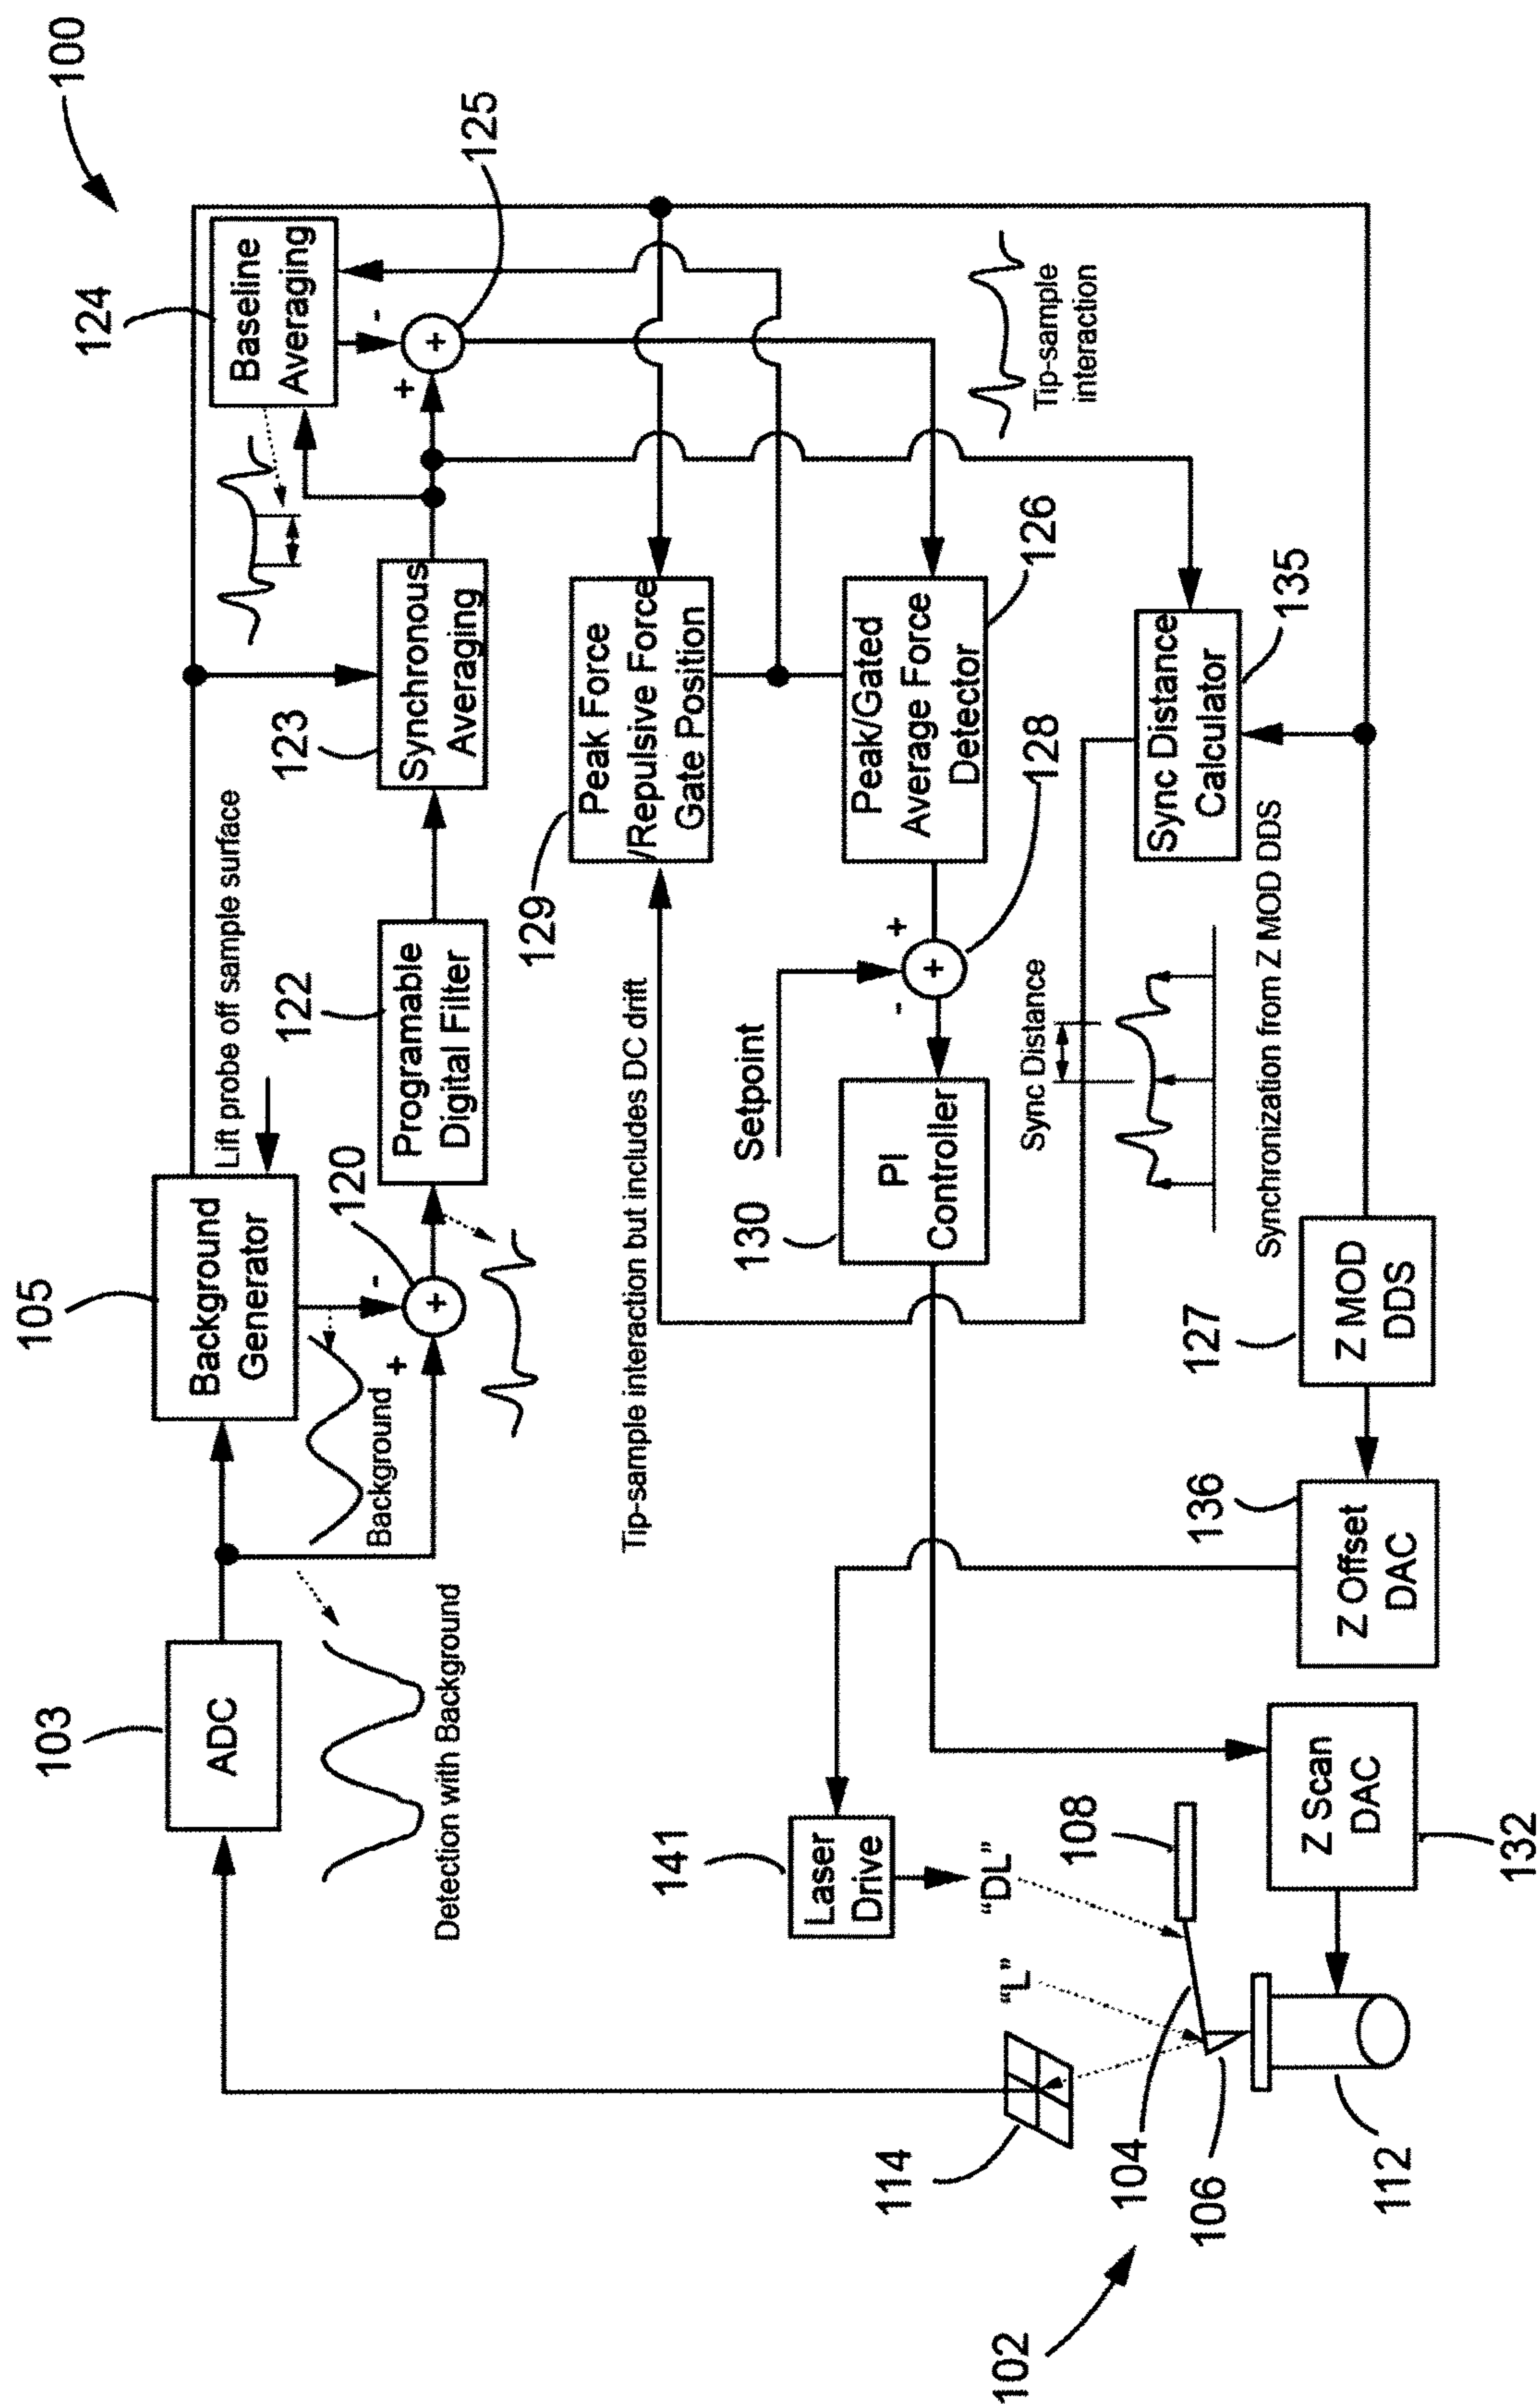 100
105
Background
Generator
Lift probe off sample surface
124
Baseline
Averaging
103
ADC
Background
-
+
+
120
122
Programable
Digital Filter
123
Synchronous
Averaging
-
+
+
125
Detection with Background
Tip-sample interaction but includes DC drift
129
Peak Force
/Repulsive Force
Gate Position
Setpoint
+
-
+
128
Peak/Gated
Average Force
Detector
126
Tip-sample
interaction
141
Laser
Drive
130
PI
Controller
Sync Distance
Sync Distance
Calculator
135
"DL"
"L"
114
108
104
106
102
112
Z Scan
DAC
132
136
Z Offset
DAC
127
Z MOD
DDS
Synchronization from Z MOD DDS